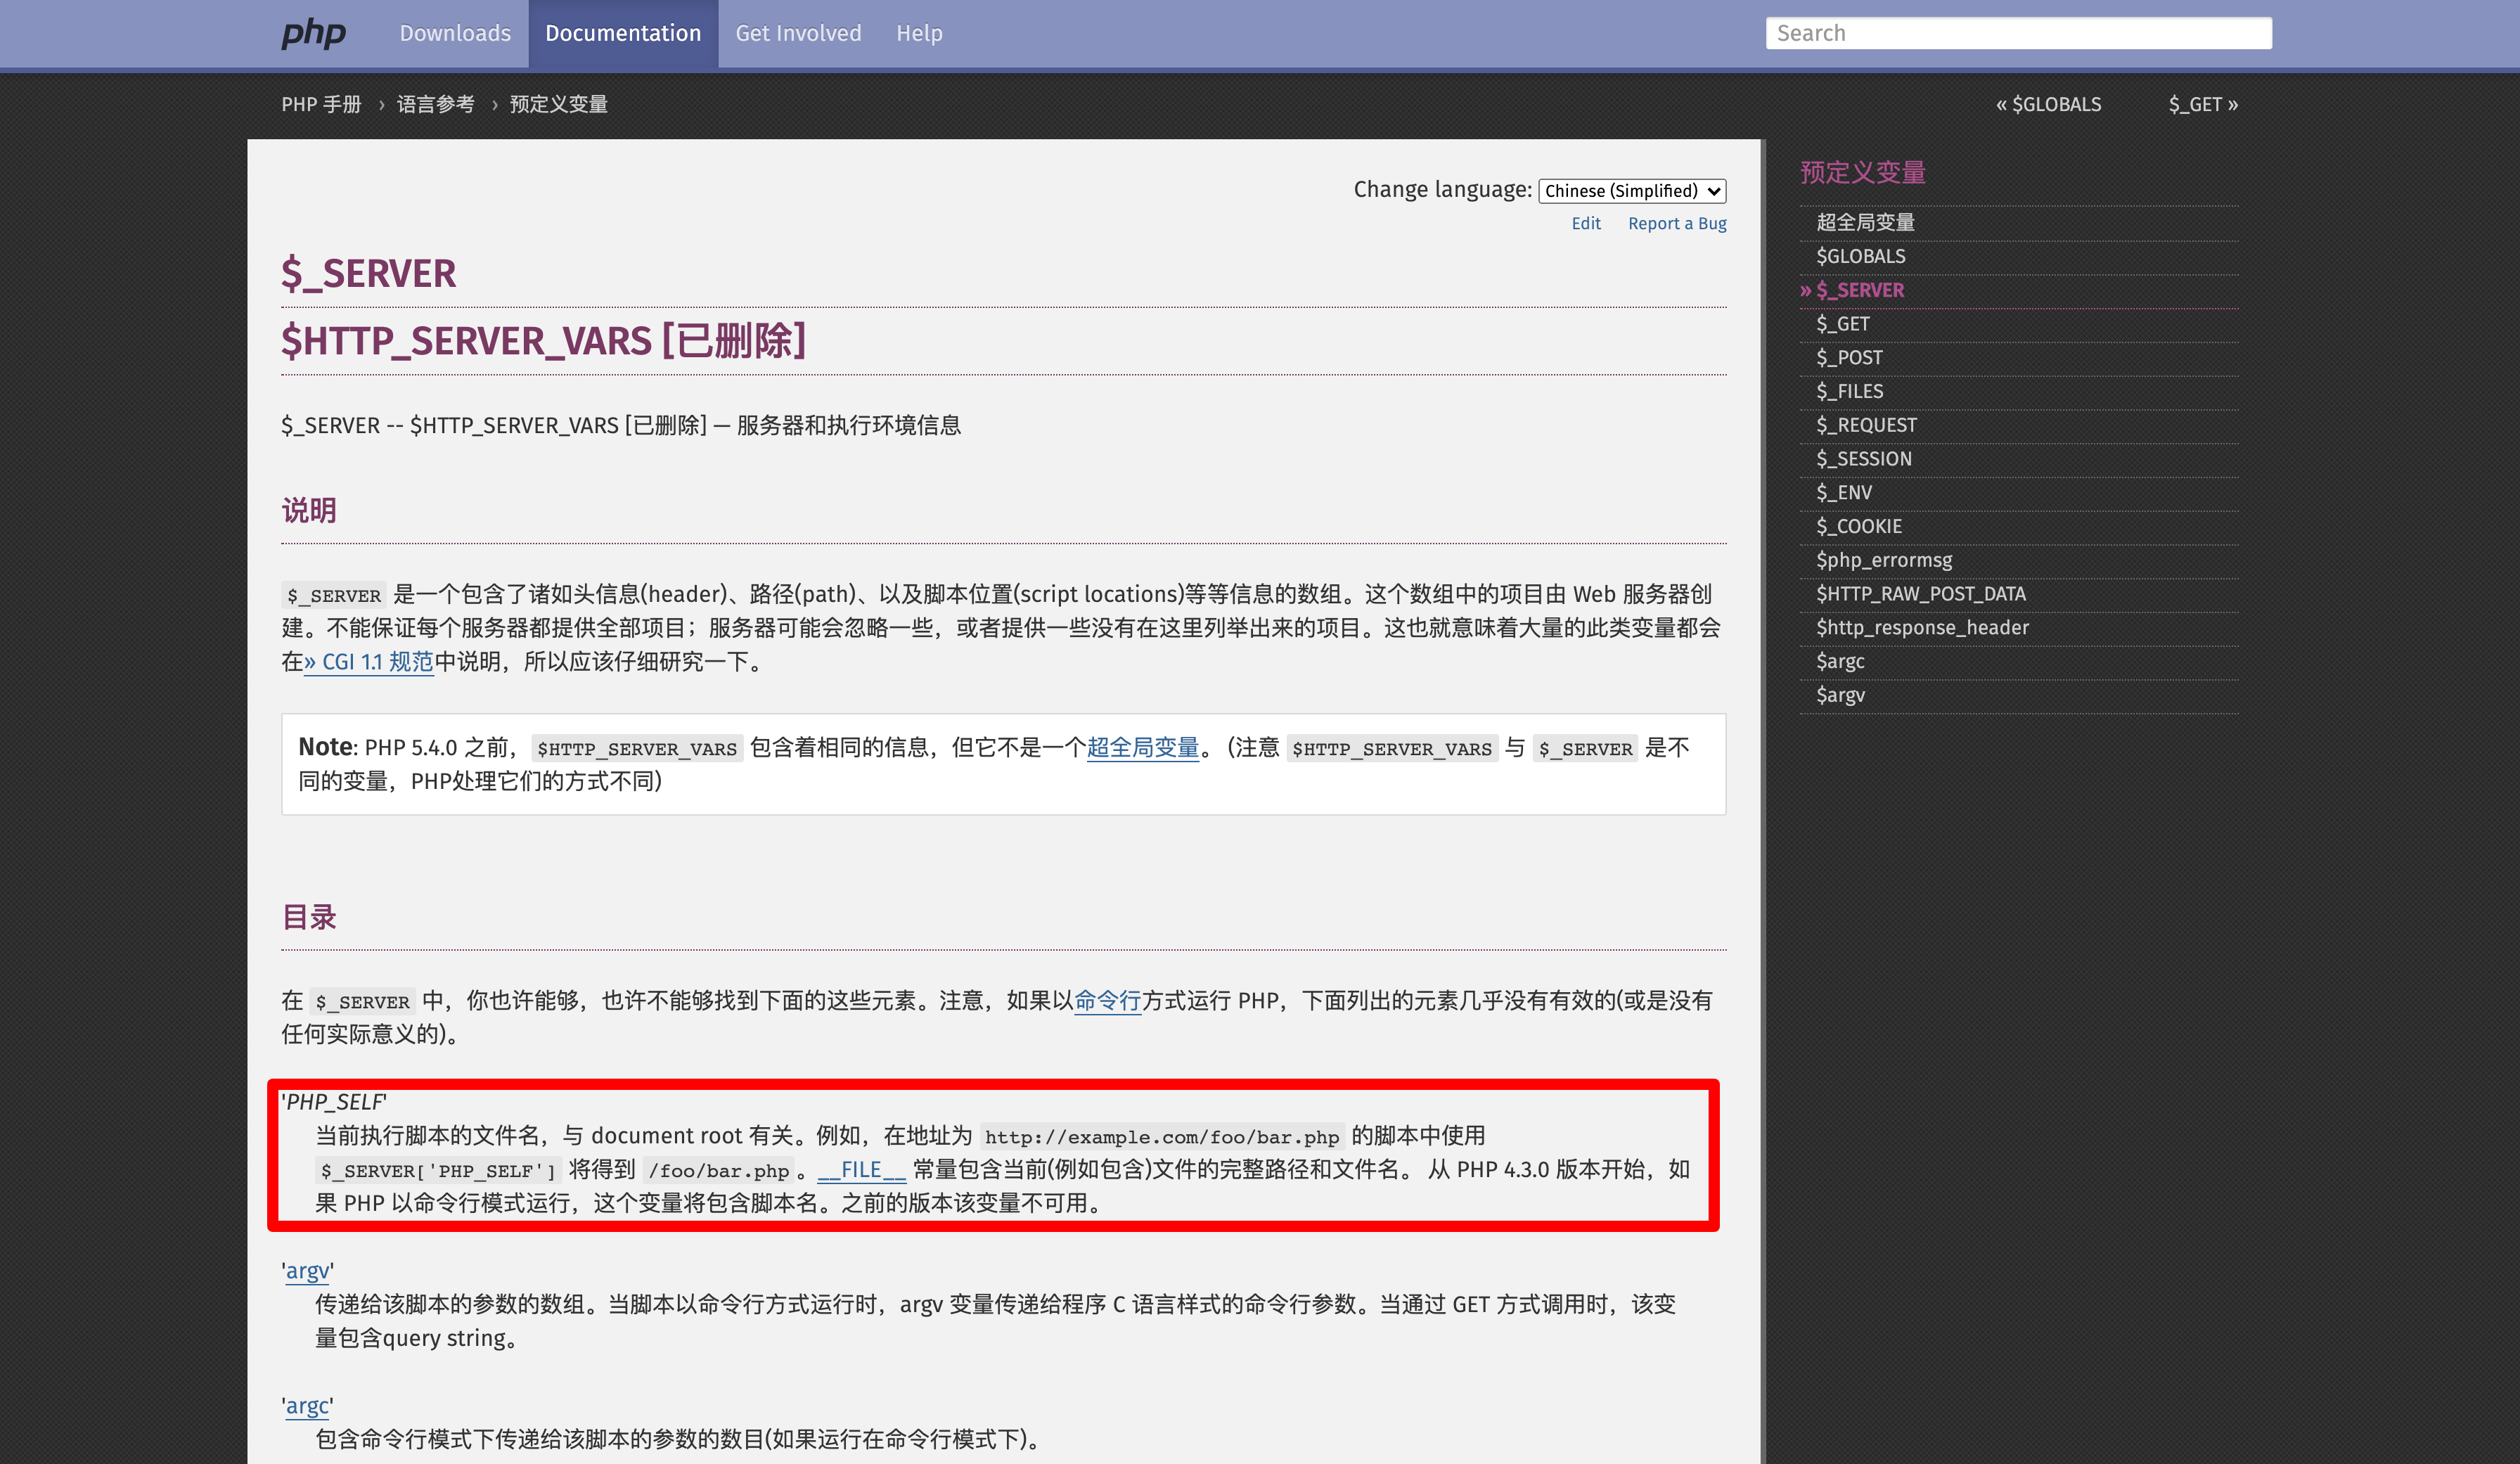 php Downloads Documentation Get Involved Help Search
PHP 手册 › 语言参考 › 预定义变量 « $GLOBALS $_GET »
Change language: Chinese (Simplified)
Edit Report a Bug
$_SERVER
$HTTP_SERVER_VARS [已删除]
$_SERVER -- $HTTP_SERVER_VARS [已删除] — 服务器和执行环境信息
说明
$_SERVER 是一个包含了诸如头信息(header)、路径(path)、以及脚本位置(script locations)等等信息的数组。这个数组中的项目由 Web 服务器创
建。不能保证每个服务器都提供全部项目；服务器可能会忽略一些，或者提供一些没有在这里列举出来的项目。这也就意味着大量的此类变量都会
在» CGI 1.1 规范中说明，所以应该仔细研究一下。
Note: PHP 5.4.0 之前， $HTTP_SERVER_VARS 包含着相同的信息，但它不是一个超全局变量。 (注意 $HTTP_SERVER_VARS 与 $_SERVER 是不
同的变量，PHP处理它们的方式不同)
目录
在 $_SERVER 中，你也许能够，也许不能够找到下面的这些元素。注意，如果以命令行方式运行 PHP，下面列出的元素几乎没有有效的(或是没有
任何实际意义的)。
'PHP_SELF'
当前执行脚本的文件名，与 document root 有关。例如，在地址为 http://example.com/foo/bar.php 的脚本中使用
$_SERVER['PHP_SELF'] 将得到 /foo/bar.php。__FILE__ 常量包含当前(例如包含)文件的完整路径和文件名。 从 PHP 4.3.0 版本开始，如
果 PHP 以命令行模式运行，这个变量将包含脚本名。之前的版本该变量不可用。
'argv'
传递给该脚本的参数的数组。当脚本以命令行方式运行时，argv 变量传递给程序 C 语言样式的命令行参数。当通过 GET 方式调用时，该变
量包含query string。
'argc'
包含命令行模式下传递给该脚本的参数的数目(如果运行在命令行模式下)。
预定义变量
超全局变量
$GLOBALS
» $_SERVER
$_GET
$_POST
$_FILES
$_REQUEST
$_SESSION
$_ENV
$_COOKIE
$php_errormsg
$HTTP_RAW_POST_DATA
$http_response_header
$argc
$argv